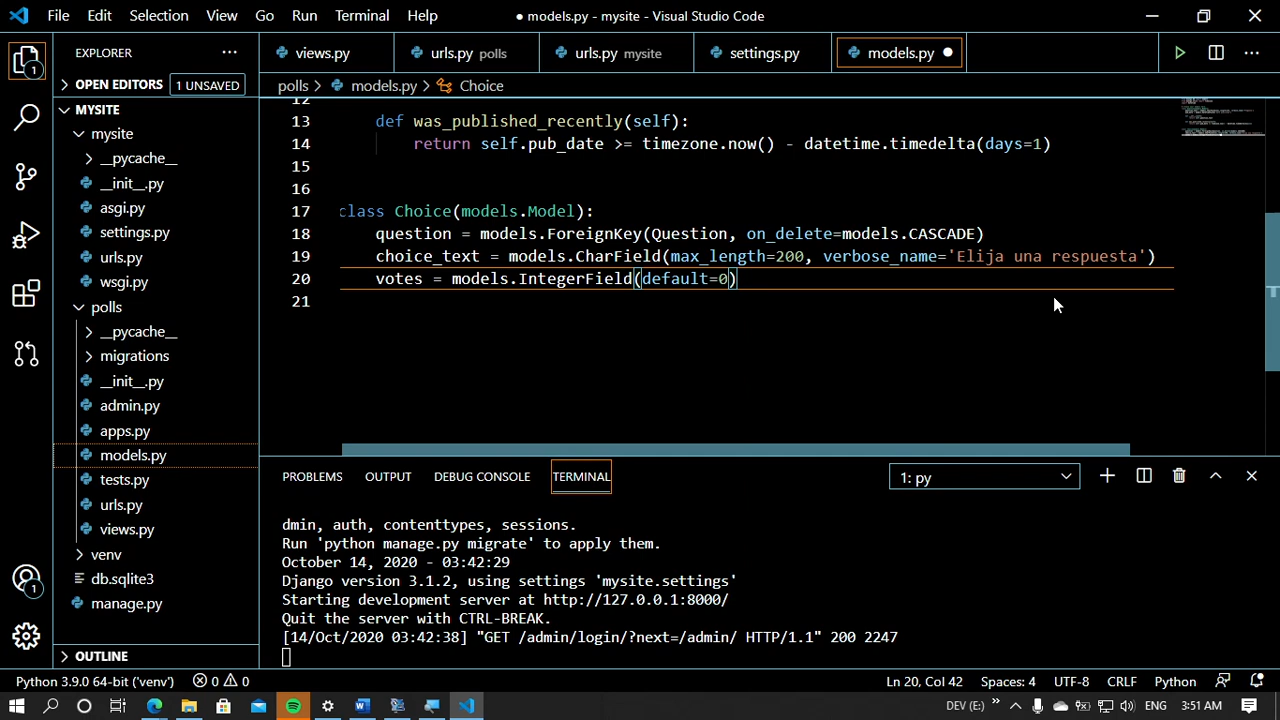 File Edit Selection View Go Run Terminal Help
● models.py - mysite - Visual Studio Code
EXPLORER
OPEN EDITORS 1 UNSAVED
MYSITE
mysite
__pycache__
__init__.py
asgi.py
settings.py
urls.py
wsgi.py
polls
__pycache__
migrations
__init__.py
admin.py
apps.py
models.py
tests.py
urls.py
views.py
venv
db.sqlite3
manage.py
OUTLINE
views.py urls.py polls urls.py mysite settings.py models.py ●
polls > models.py > Choice
12
13 def was_published_recently(self):
14 return self.pub_date >= timezone.now() - datetime.timedelta(days=1)
15
16
17 class Choice(models.Model):
18 question = models.ForeignKey(Question, on_delete=models.CASCADE)
19 choice_text = models.CharField(max_length=200, verbose_name='Elija una respuesta')
20 votes = models.IntegerField(default=0)
21
PROBLEMS OUTPUT DEBUG CONSOLE TERMINAL 1: py
dmin, auth, contenttypes, sessions.
Run 'python manage.py migrate' to apply them.
October 14, 2020 - 03:42:29
Django version 3.1.2, using settings 'mysite.settings'
Starting development server at http://127.0.0.1:8000/
Quit the server with CTRL-BREAK.
[14/Oct/2020 03:42:38] "GET /admin/login/?next=/admin/ HTTP/1.1" 200 2247
Python 3.9.0 64-bit ('venv') 0 0 Ln 20, Col 42 Spaces: 4 UTF-8 CRLF Python
DEV (E:) ENG 3:51 AM